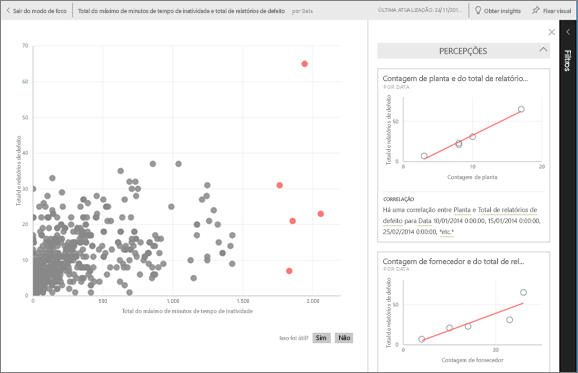 Sair do modo de foco
Total do máximo de minutos de tempo de inatividade e total de relatórios de defeito
por Data
ÚLTIMA ATUALIZAÇÃO: 24/11/201...
Obter insights
Fixar visual
Filtros
PERCEPÇÕES
Total de relatórios de defeito
70
60
50
40
30
20
10
0
0
500
1.000
1.500
2.000
Total do máximo de minutos de tempo de inatividade
Isso foi útil?
Sim
Não
Contagem de planta e do total de relatório...
POR DATA
Total de relatórios de defeito
50
0
0
10
20
Contagem de planta
CORRELAÇÃO
Há uma correlação entre Planta e Total de relatórios de
defeito para Data 10/01/2014 0:00:00, 15/01/2014 0:00:00,
25/02/2014 0:00:00, *etc.*
Contagem de fornecedor e do total de rel...
POR DATA
Total de relatórios de defeito
50
0
0
20
Contagem de fornecedor